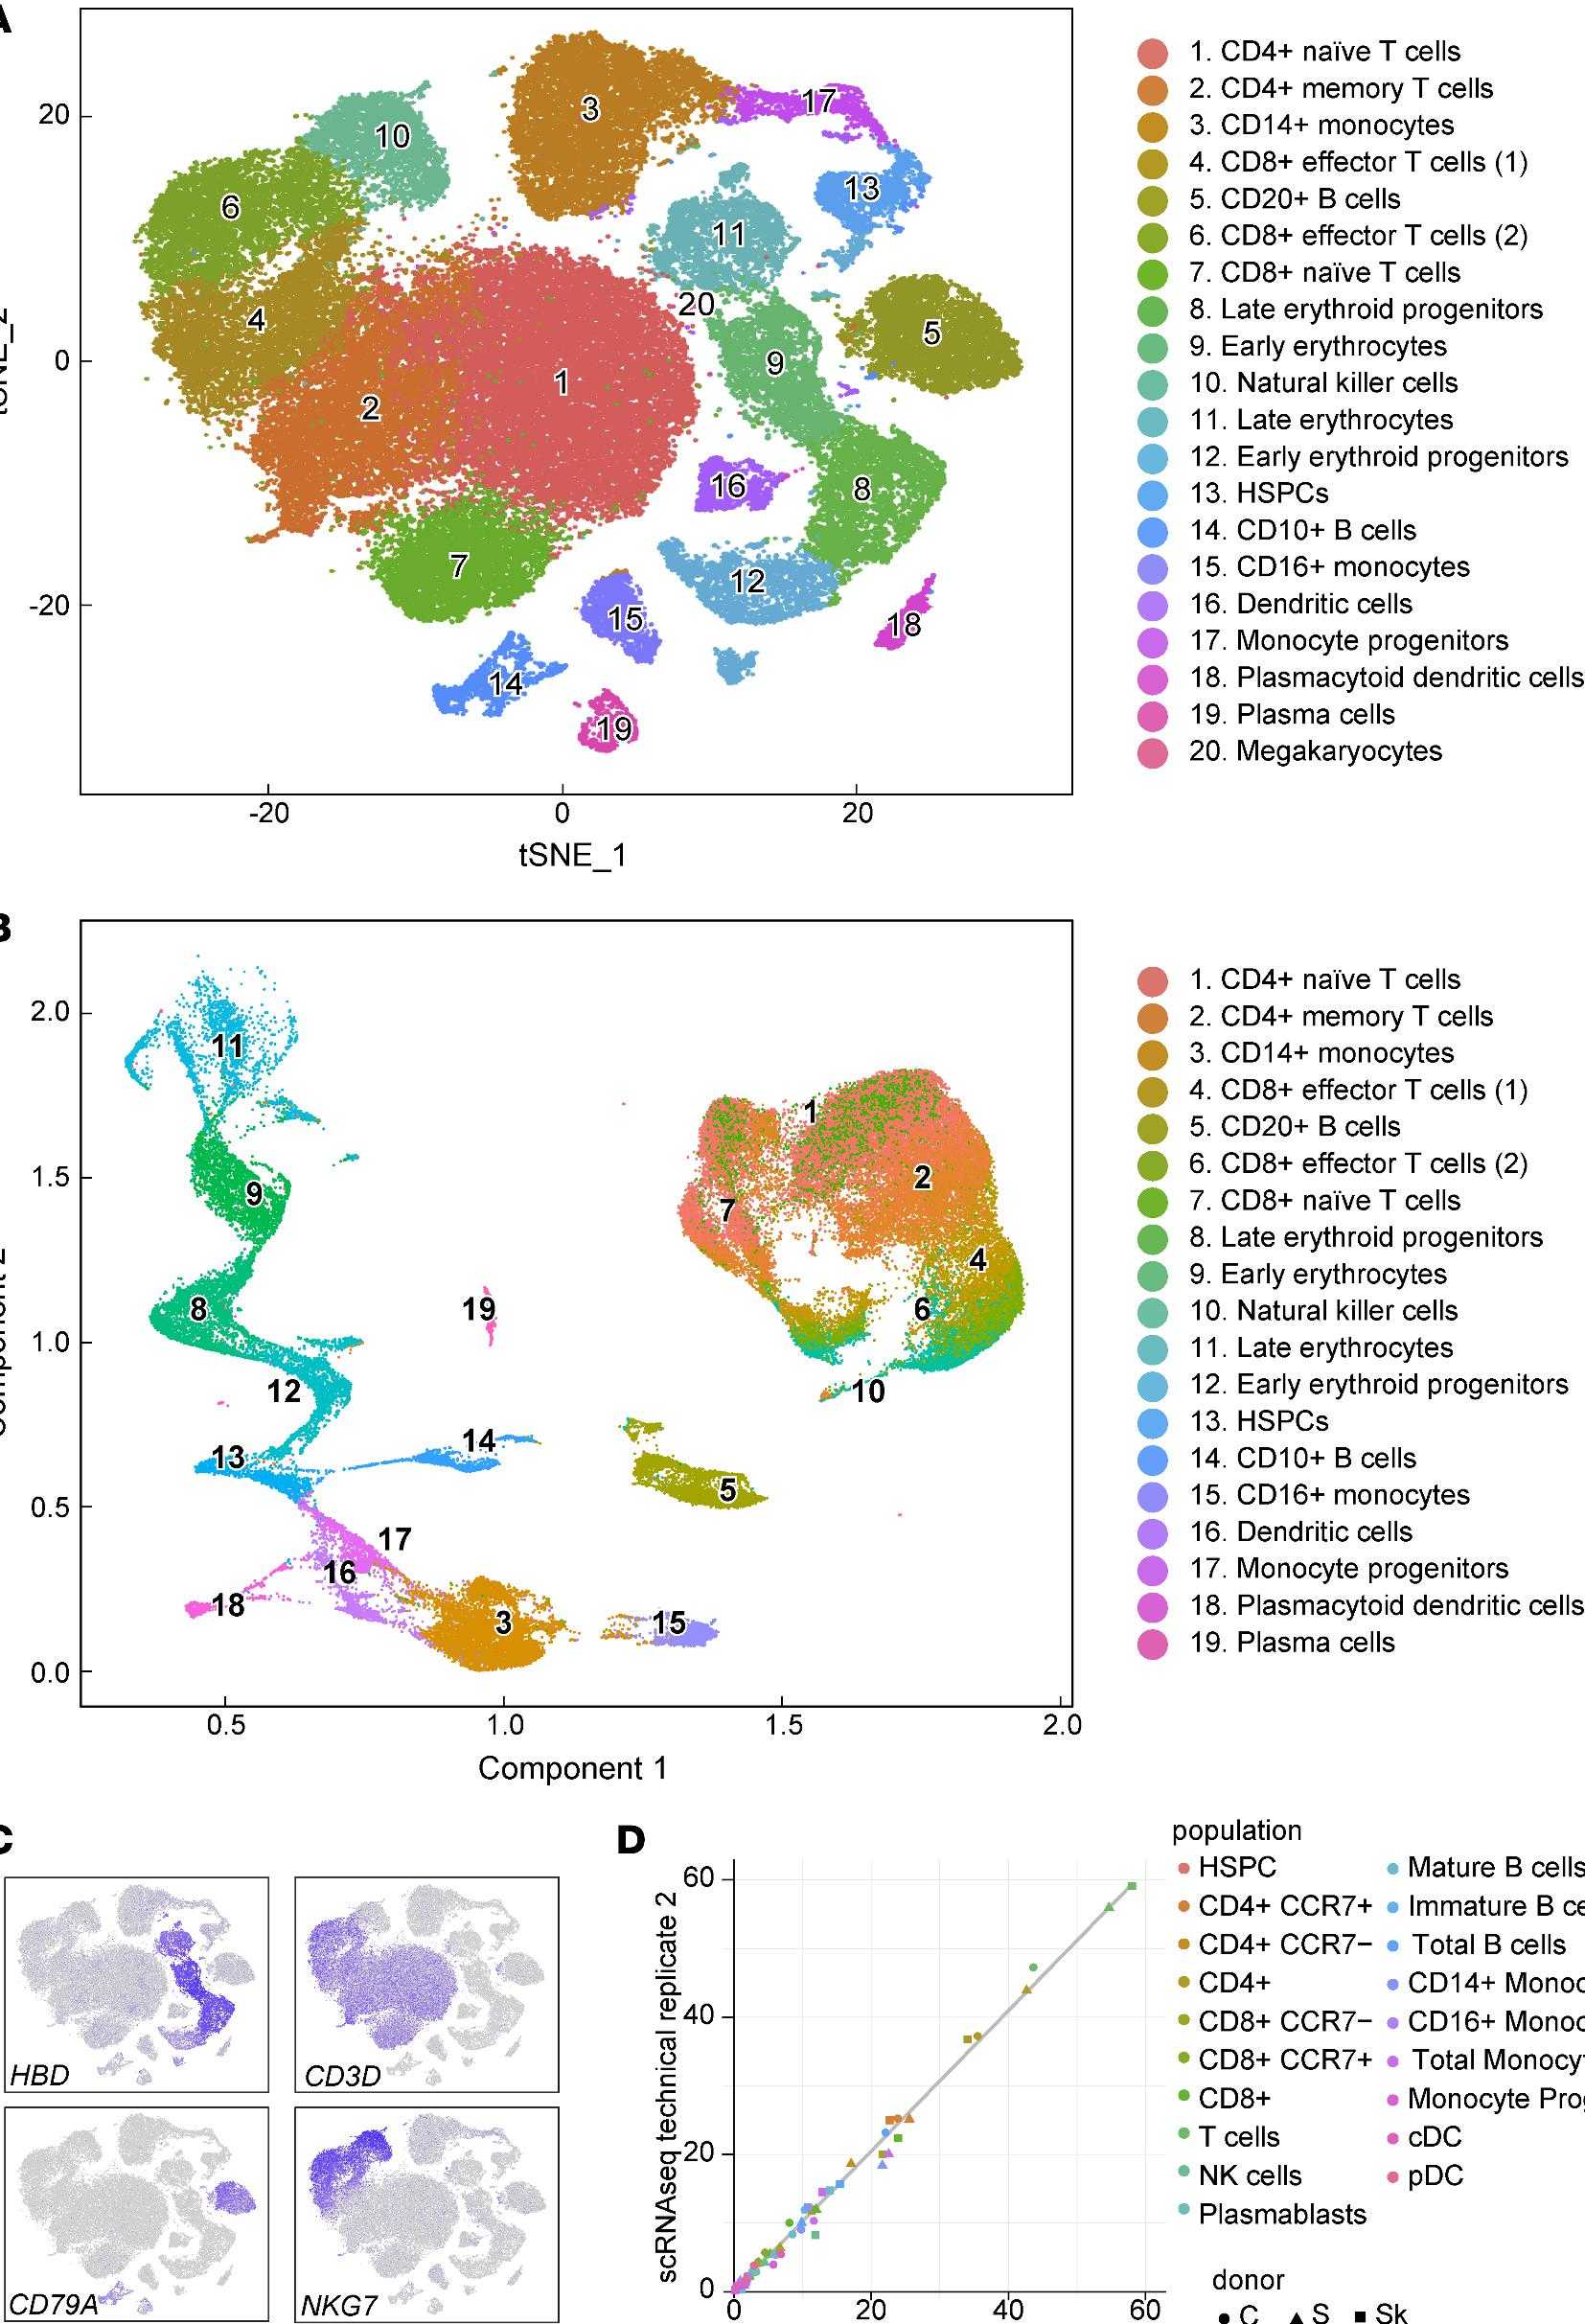 A
20
0
-20
tSNE_2
-20
0
20
tSNE_1
3
17
10
13
6
11
20
4
5
9
1
2
16
8
7
12
15
18
14
19
1. CD4+ naïve T cells
2. CD4+ memory T cells
3. CD14+ monocytes
4. CD8+ effector T cells (1)
5. CD20+ B cells
6. CD8+ effector T cells (2)
7. CD8+ naïve T cells
8. Late erythroid progenitors
9. Early erythrocytes
10. Natural killer cells
11. Late erythrocytes
12. Early erythroid progenitors
13. HSPCs
14. CD10+ B cells
15. CD16+ monocytes
16. Dendritic cells
17. Monocyte progenitors
18. Plasmacytoid dendritic cells
19. Plasma cells
20. Megakaryocytes
B
2.0
1.5
1.0
0.5
0.0
0.5
1.0
1.5
2.0
Component 1
11
1
9
2
7
4
8
19
6
12
10
13
14
5
17
16
18
3
15
1. CD4+ naïve T cells
2. CD4+ memory T cells
3. CD14+ monocytes
4. CD8+ effector T cells (1)
5. CD20+ B cells
6. CD8+ effector T cells (2)
7. CD8+ naïve T cells
8. Late erythroid progenitors
9. Early erythrocytes
10. Natural killer cells
11. Late erythrocytes
12. Early erythroid progenitors
13. HSPCs
14. CD10+ B cells
15. CD16+ monocytes
16. Dendritic cells
17. Monocyte progenitors
18. Plasmacytoid dendritic cells
19. Plasma cells
C
HBD
CD3D
CD79A
NKG7
D
scRNAseq technical replicate 2
60
40
20
0
0
20
40
60
population
HSPC
CD4+ CCR7+
CD4+ CCR7−
CD4+
CD8+ CCR7−
CD8+ CCR7+
CD8+
T cells
NK cells
Plasmablasts
Mature B cells
Immature B ce
Total B cells
CD14+ Monoc
CD16+ Monoc
Total Monocy
Monocyte Prog
cDC
pDC
donor
C S Sk